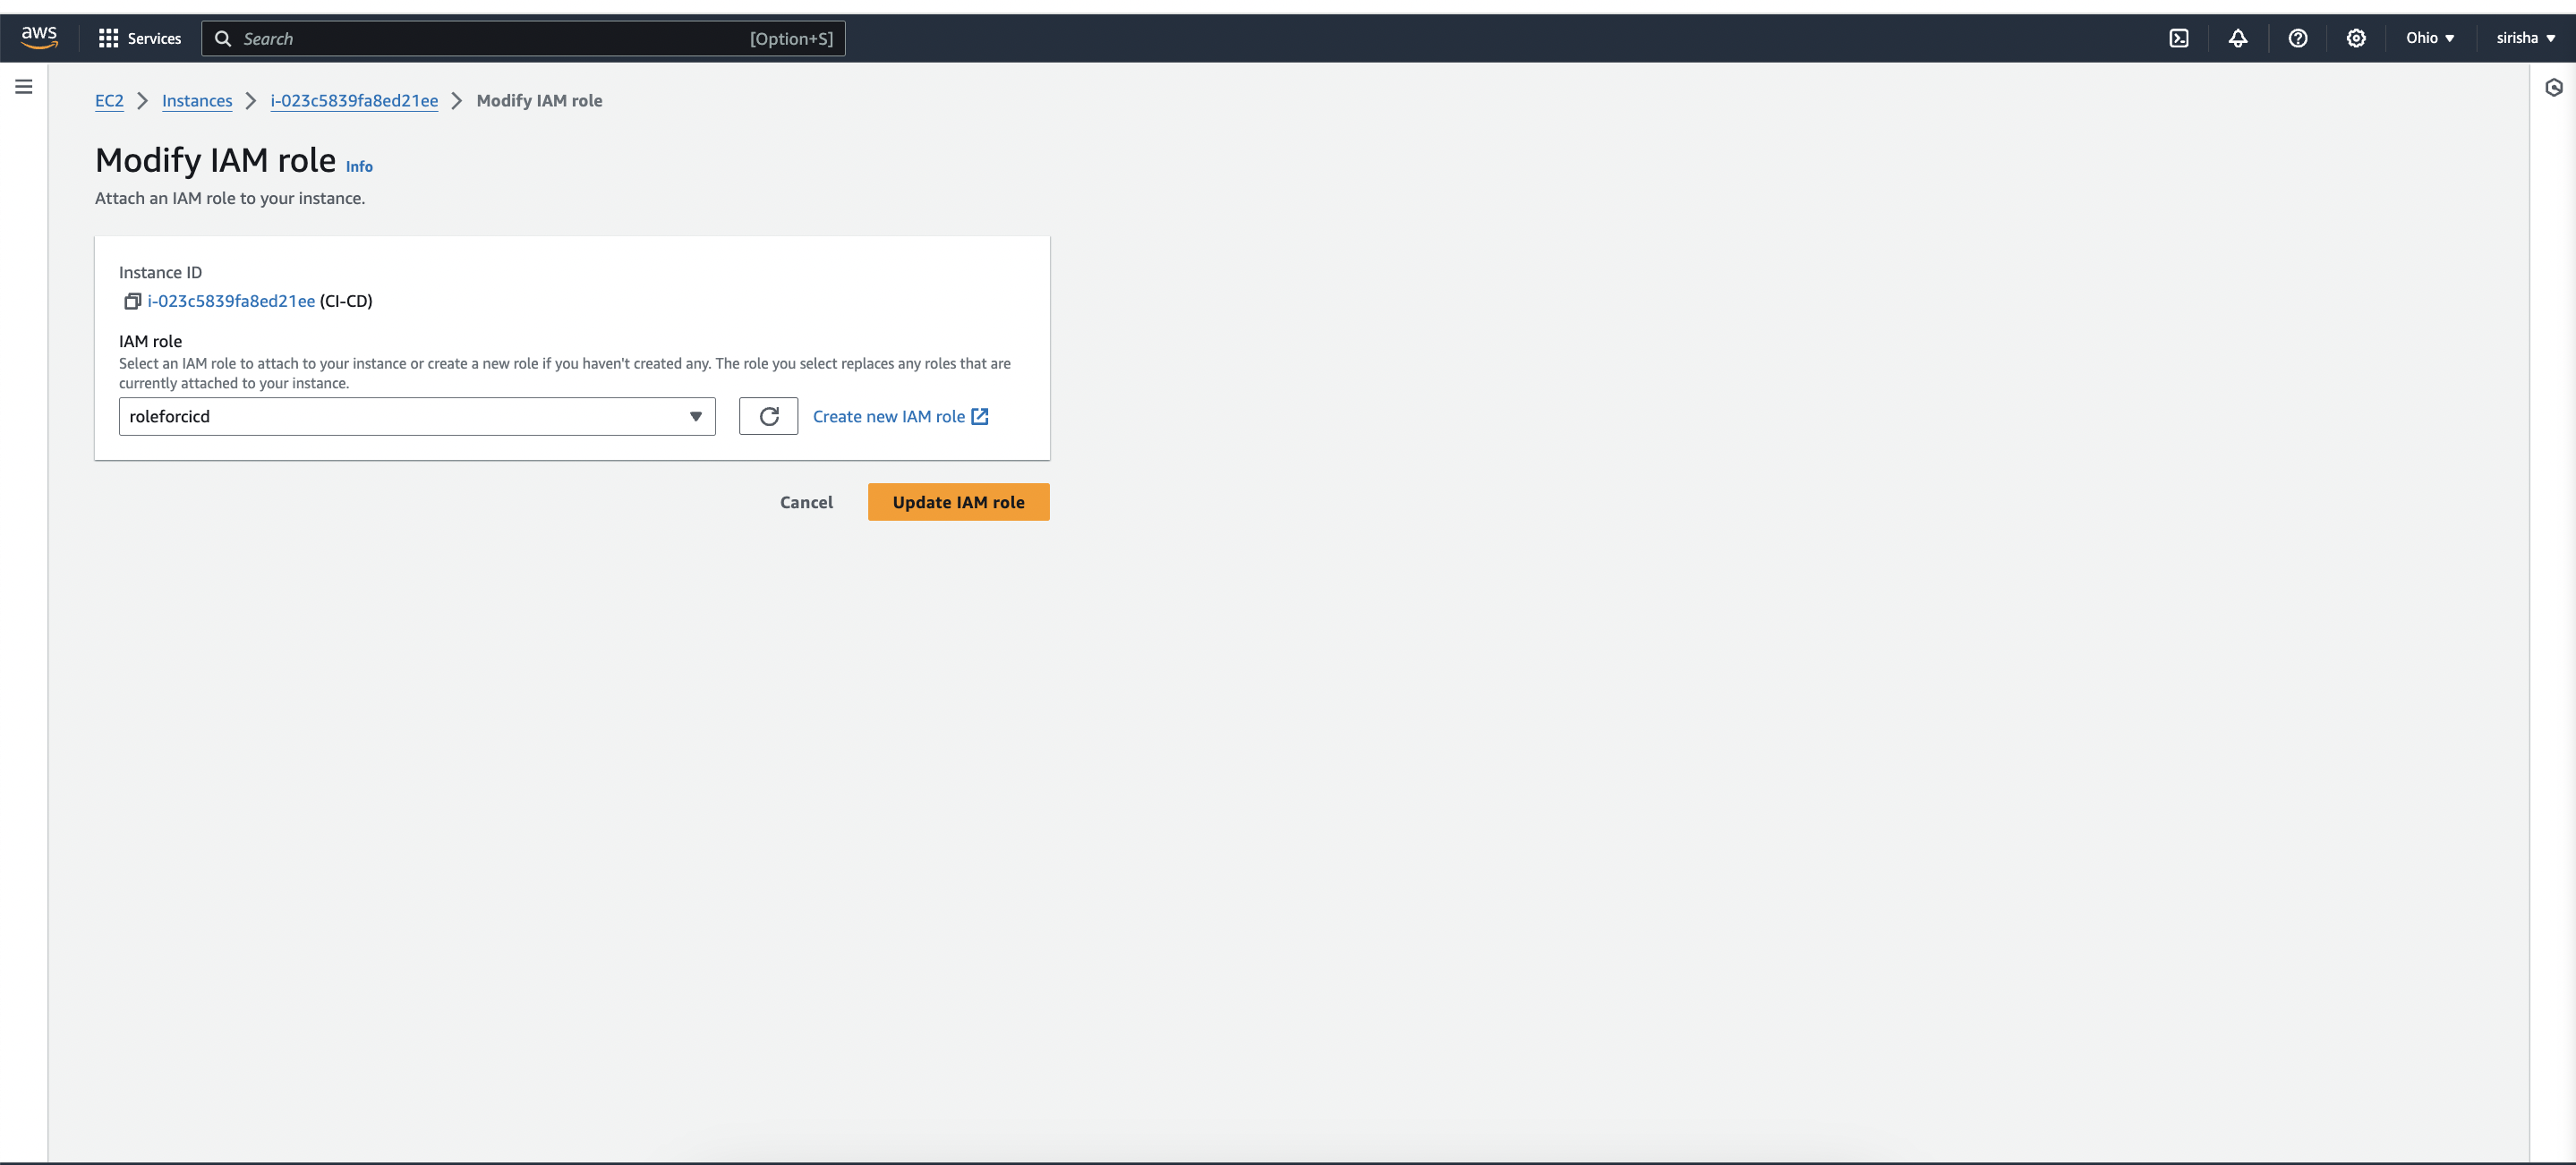 aws
Services
Search
[Option+S]
Ohio
sirisha
EC2
Instances
i-023c5839fa8ed21ee
Modify IAM role
Modify IAM role Info
Attach an IAM role to your instance.
Instance ID
i-023c5839fa8ed21ee (CI-CD)
IAM role
Select an IAM role to attach to your instance or create a new role if you haven't created any. The role you select replaces any roles that are
currently attached to your instance.
roleforcicd
Create new IAM role
Cancel
Update IAM role